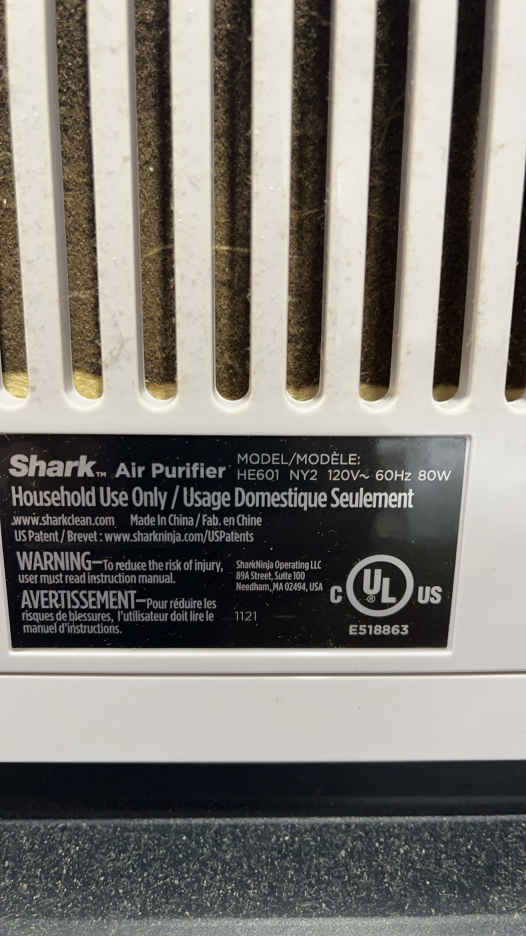 Shark™ Air Purifier
MODEL/MODÈLE:
HE601 NY2 120V~ 60Hz 80W
Household Use Only / Usage Domestique Seulement
www.sharkclean.com Made In China / Fab. en Chine
US Patent / Brevet : www.sharkninja.com/USPatents
WARNING—To reduce the risk of injury,
user must read instruction manual.
AVERTISSEMENT—Pour réduire les
risques de blessures, l'utilisateur doit lire le
manuel d'instructions.
SharkNinja Operating LLC
89A Street, Suite 100
Needham, MA 02494, USA
1121
C UL® US
E518863